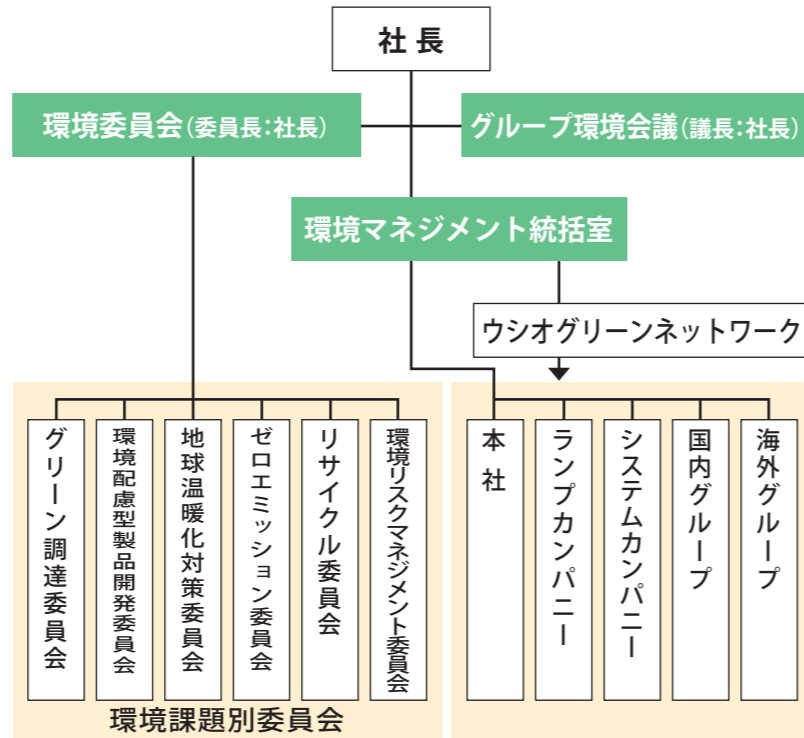 社長
環境委員会(委員長:社長)
グループ環境会議(議長:社長)
環境マネジメント統括室
ウシオグリーンネットワーク
グリーン調達委員会
環境配慮型製品開発委員会
地球温暖化対策委員会
ゼロエミッション委員会
リサイクル委員会
環境リスクマネジメント委員会
環境課題別委員会
本社
ランプカンパニー
システムカンパニー
国内グループ
海外グループ